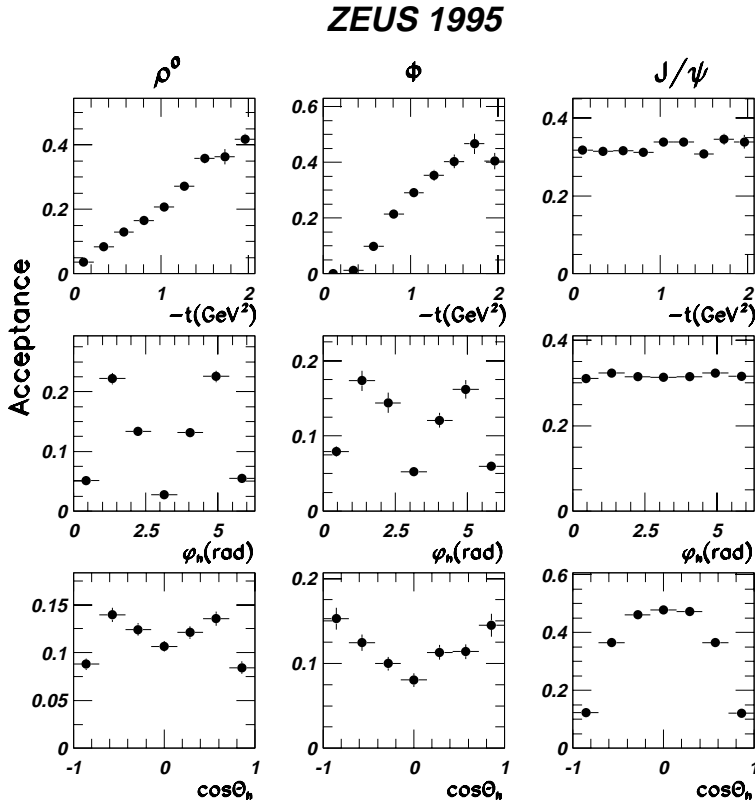 ZEUS 1995
ρ⁰ Φ J/ψ
0.4
0.2
0
0 1 2
-t(GeV²)
0.6
0.4
0.2
0
0 1 2
-t(GeV²)
0.4
0.2
0
0 1 2
-t(GeV²)
Acceptance
0.2
0.1
0
0 2.5 5
φₕ(rad)
0.2
0.1
0
0 2.5 5
φₕ(rad)
0.4
0.2
0
0 2.5 5
φₕ(rad)
0.15
0.1
0.05
0
-1 0 1
cosΘₕ
0.2
0.1
0
-1 0 1
cosΘₕ
0.6
0.4
0.2
0
-1 0 1
cosΘₕ